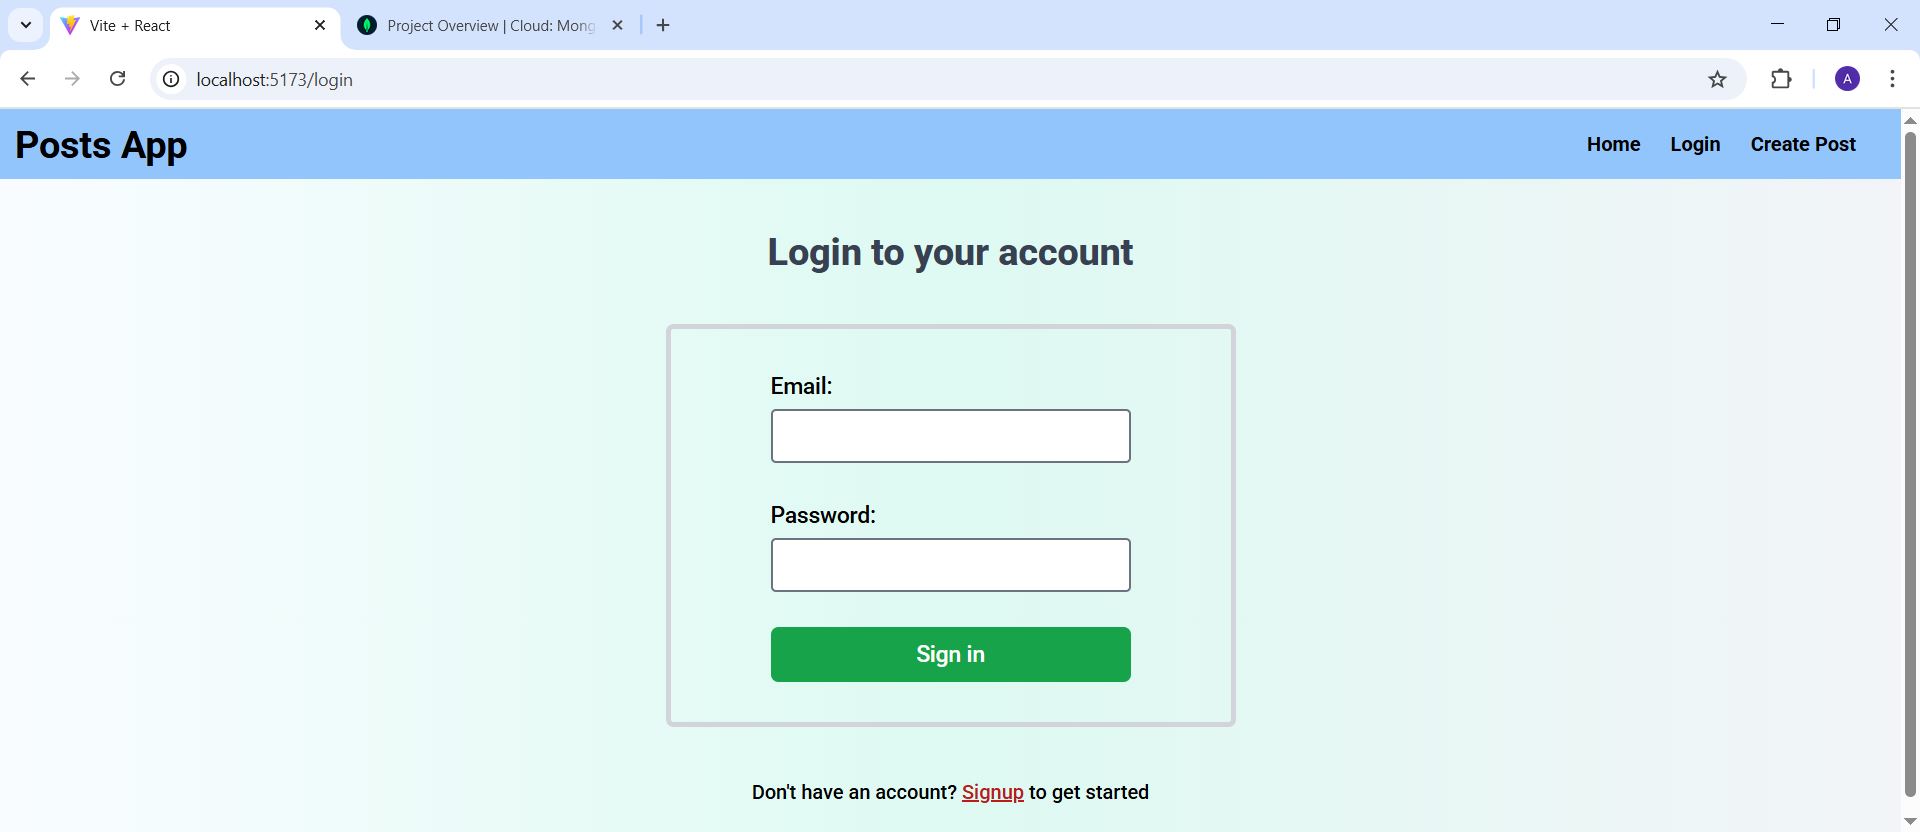 Vite + React
Project Overview | Cloud: Mong
localhost:5173/login
A
Posts App
Home Login Create Post
Login to your account
Email:
Password:
Sign in
Don't have an account? Signup to get started